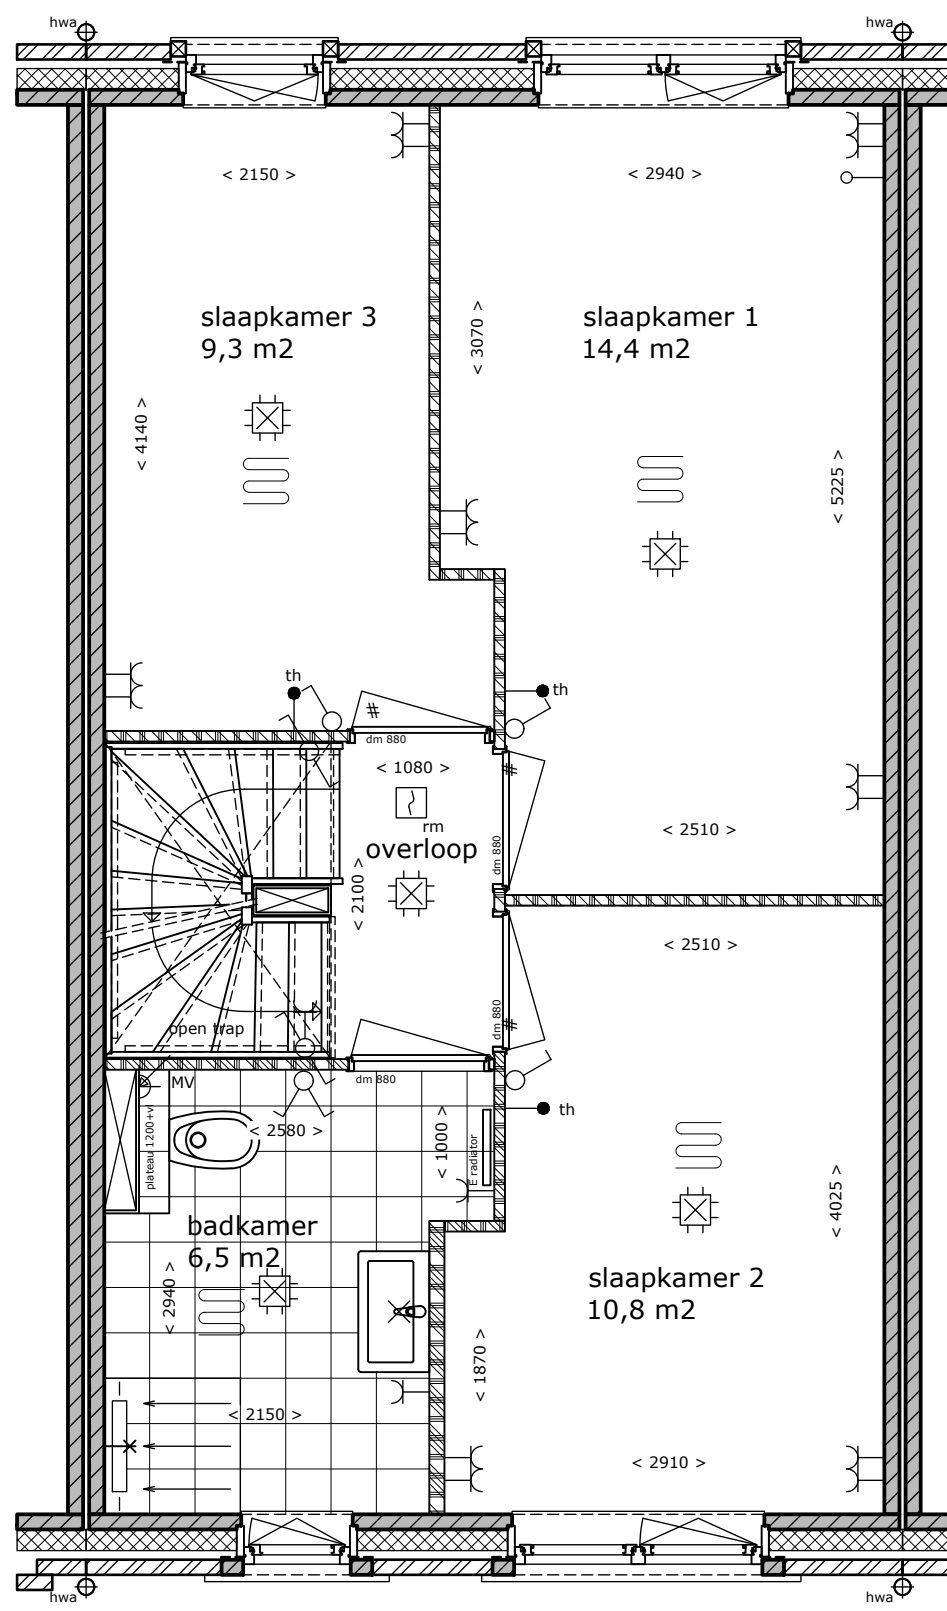 hwa
hwa
< 2150 >
< 2940 >
slaapkamer 3
9,3 m2
< 3070 >
slaapkamer 1
14,4 m2
< 4140 >
< 5225 >
th
th
#
dm 880
< 1080 >
#
rm
overloop
dm 880
< 2510 >
< 2100 >
< 2510 >
dm 880
#
open trap
MV
dm 880
th
plateau 1200+vl
< 2580 >
< 1000 >
E radiator
badkamer
6,5 m2
< 4025 >
< 2940 >
slaapkamer 2
10,8 m2
< 1870 >
< 2150 >
< 2910 >
hwa
hwa